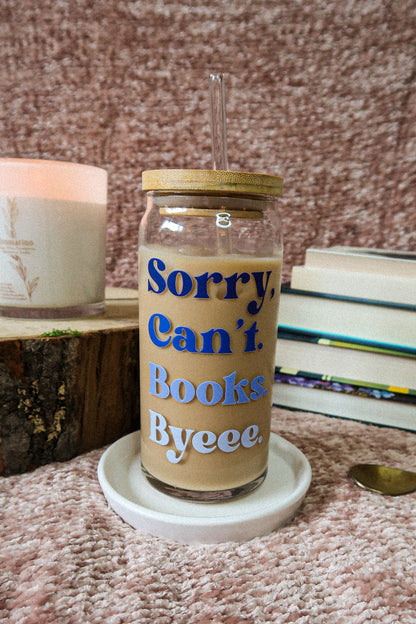 Sorry,
Can't.
Books.
Byeee.